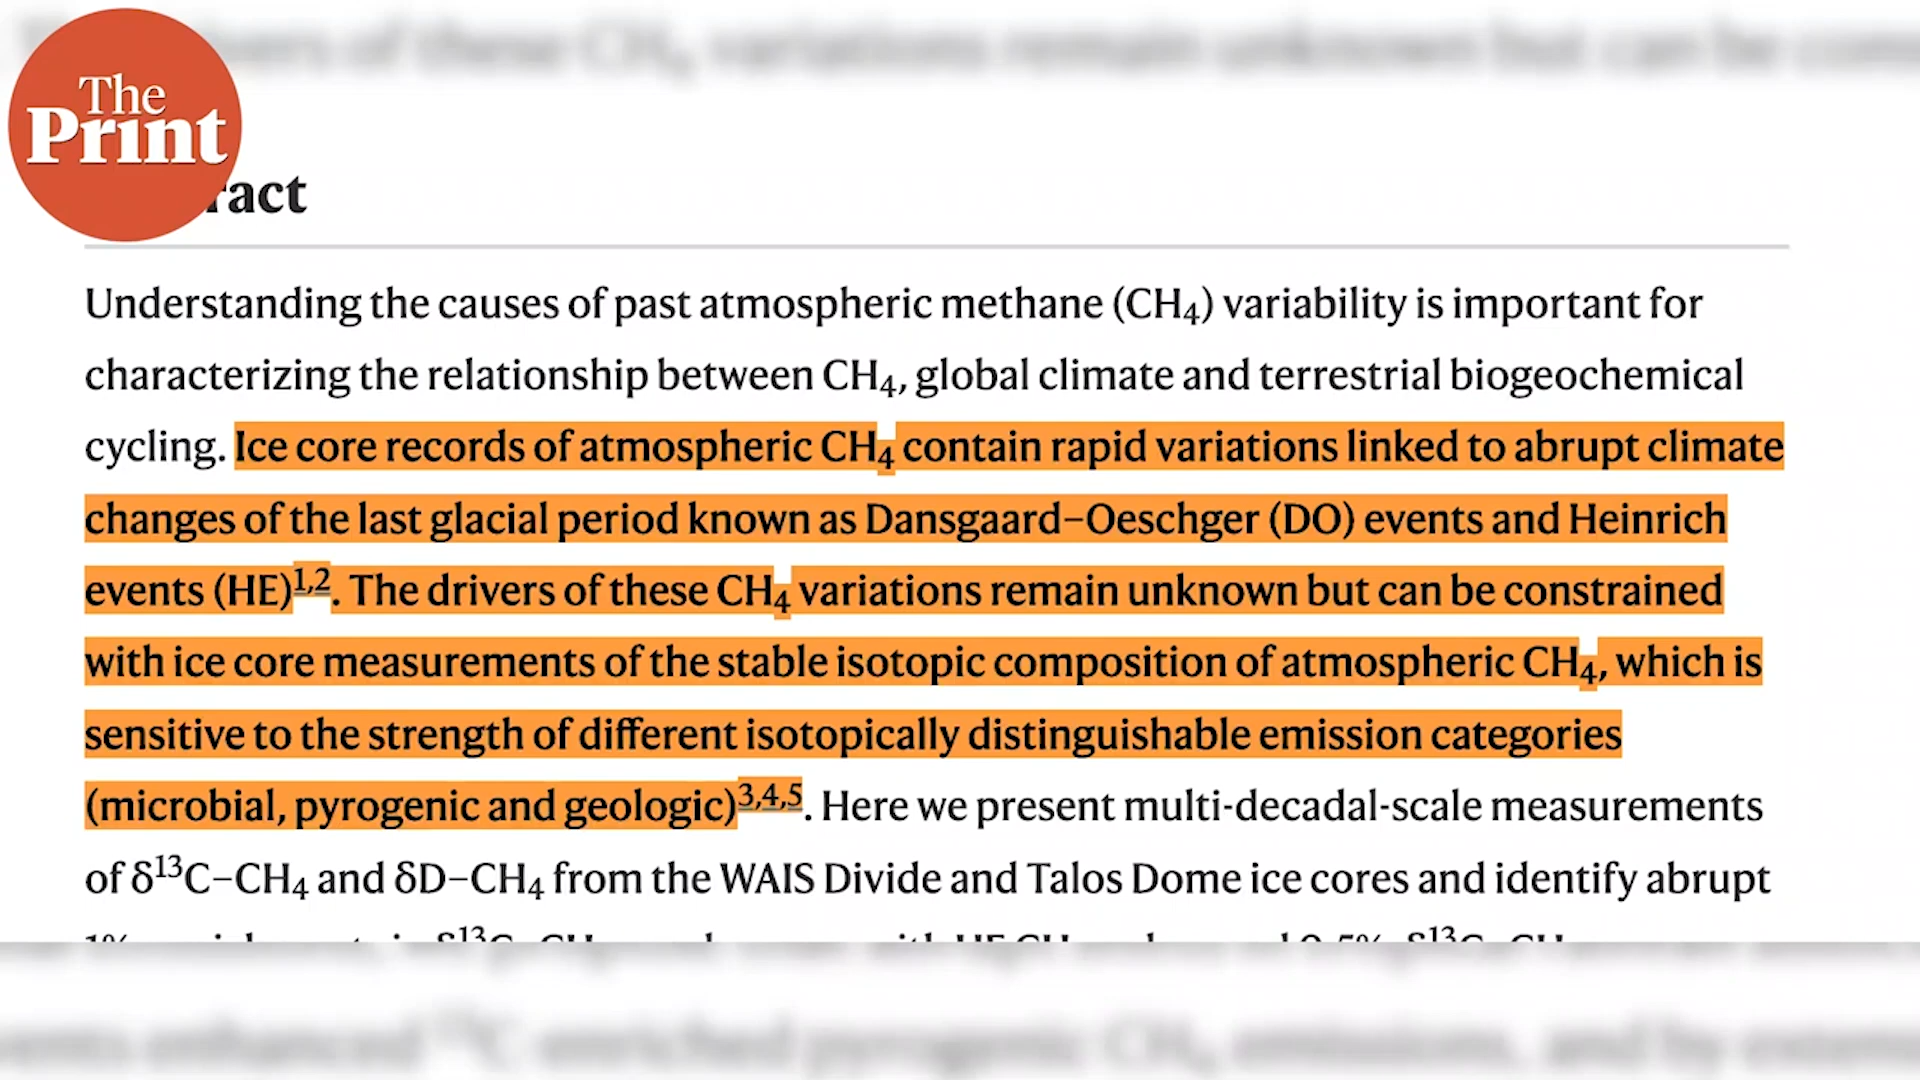 The
Print
ract
Understanding the causes of past atmospheric methane (CH₄) variability is important for
characterizing the relationship between CH₄, global climate and terrestrial biogeochemical
cycling. Ice core records of atmospheric CH₄ contain rapid variations linked to abrupt climate
changes of the last glacial period known as Dansgaard–Oeschger (DO) events and Heinrich
events (HE)¹,². The drivers of these CH₄ variations remain unknown but can be constrained
with ice core measurements of the stable isotopic composition of atmospheric CH₄, which is
sensitive to the strength of different isotopically distinguishable emission categories
(microbial, pyrogenic and geologic)³,⁴,⁵. Here we present multi-decadal-scale measurements
of δ¹³C–CH₄ and δD–CH₄ from the WAIS Divide and Talos Dome ice cores and identify abrupt